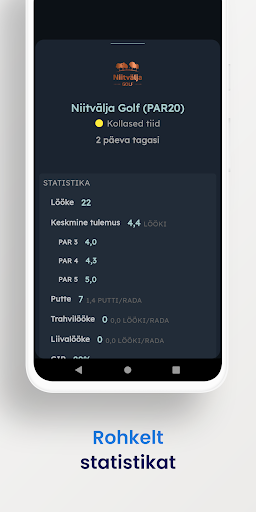 Niitvälja
GOLF
Niitvälja Golf (PAR20)
Kollased tiid
2 päeva tagasi
STATISTIKA
Lööke 22
Keskmine tulemus 4,4 LÖÖKI
PAR 3 4,0
PAR 4 4,3
PAR 5 5,0
Putte 7 1,4 PUTTI/RADA
Trahvilööke 0 0,0 LÖÖKI/RADA
Liivalööke 0 0,0 LÖÖKI/RADA
Rohkelt
statistikat